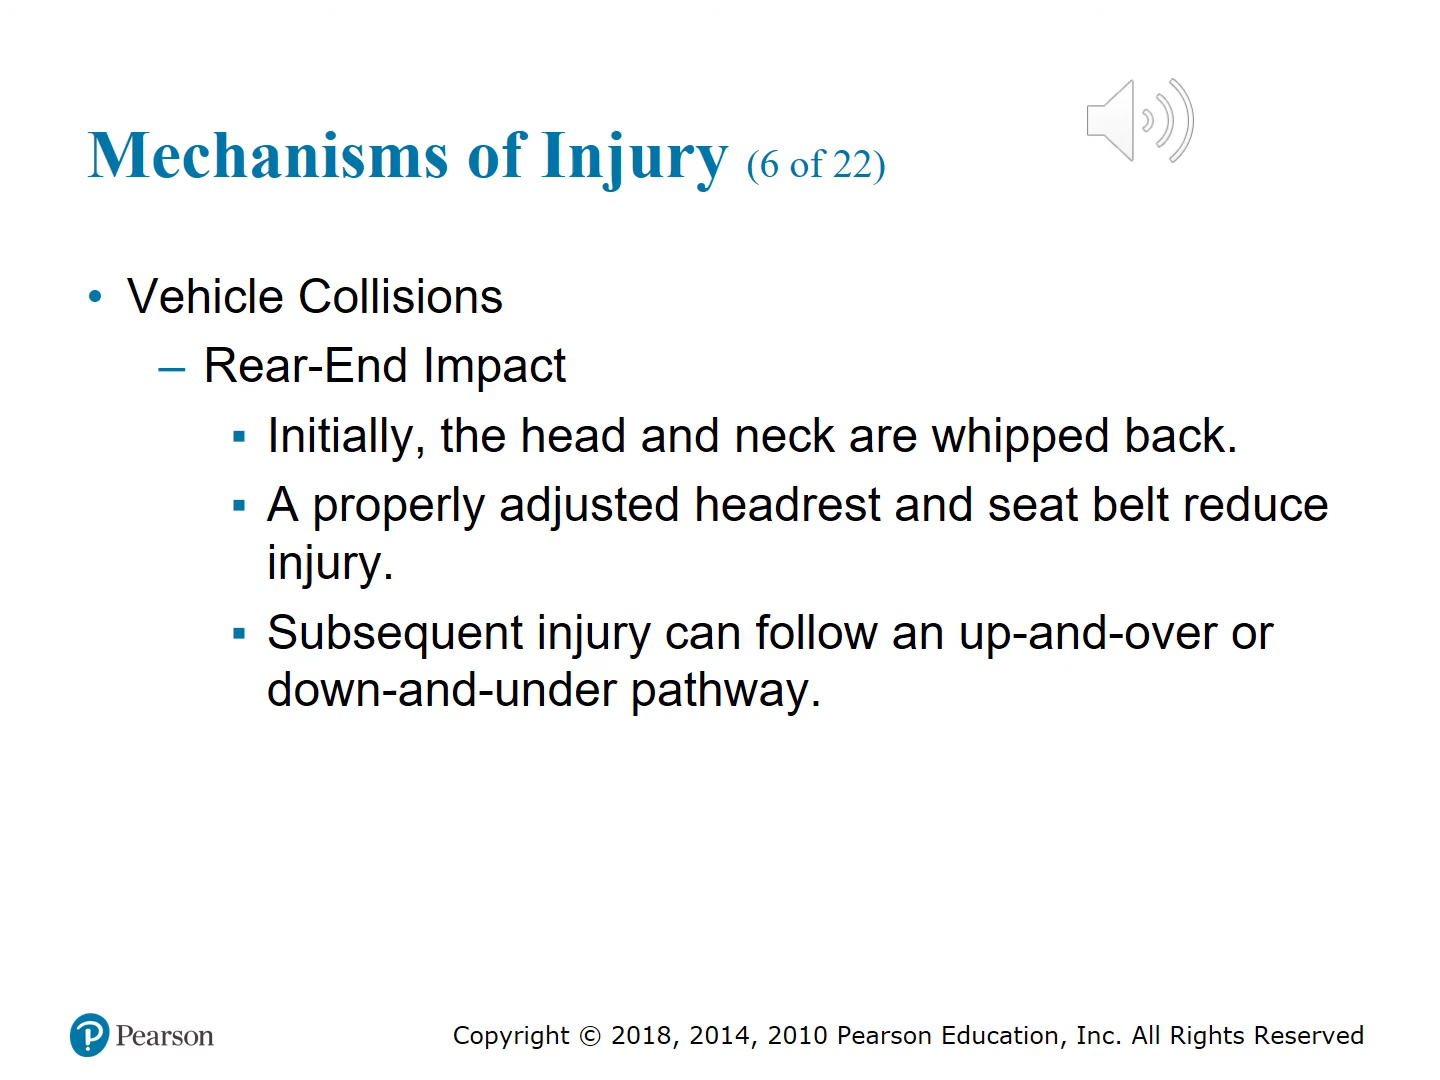 Mechanisms of Injury (6 of 22)
• Vehicle Collisions
– Rear-End Impact
▪ Initially, the head and neck are whipped back.
▪ A properly adjusted headrest and seat belt reduce
injury.
▪ Subsequent injury can follow an up-and-over or
down-and-under pathway.
Pearson
Copyright © 2018, 2014, 2010 Pearson Education, Inc. All Rights Reserved